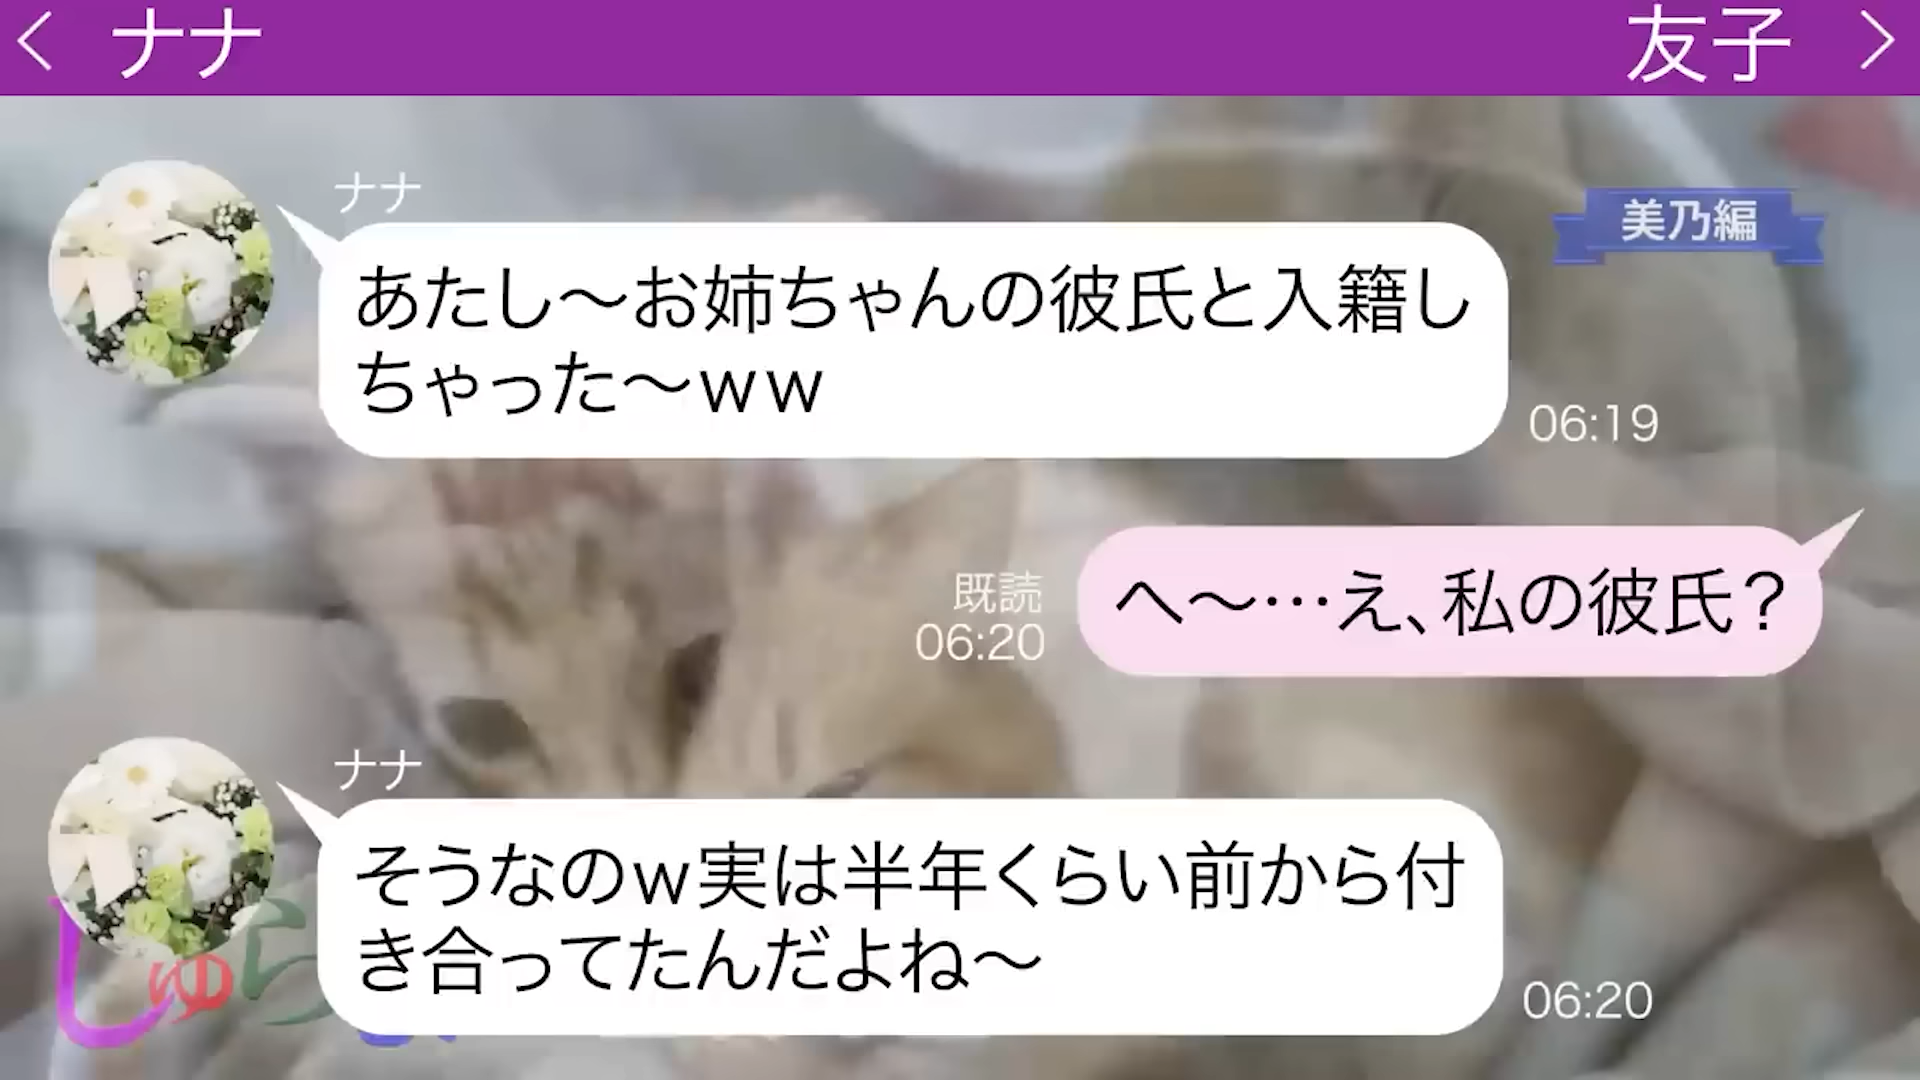 ナナ
友子
ナナ
美乃編
あたし～お姉ちゃんの彼氏と入籍し
ちゃった～ww
06:19
へ～…え、私の彼氏？
既読
06:20
ナナ
そうなのw実は半年くらい前から付
き合ってたんだよね～
06:20
しゅら